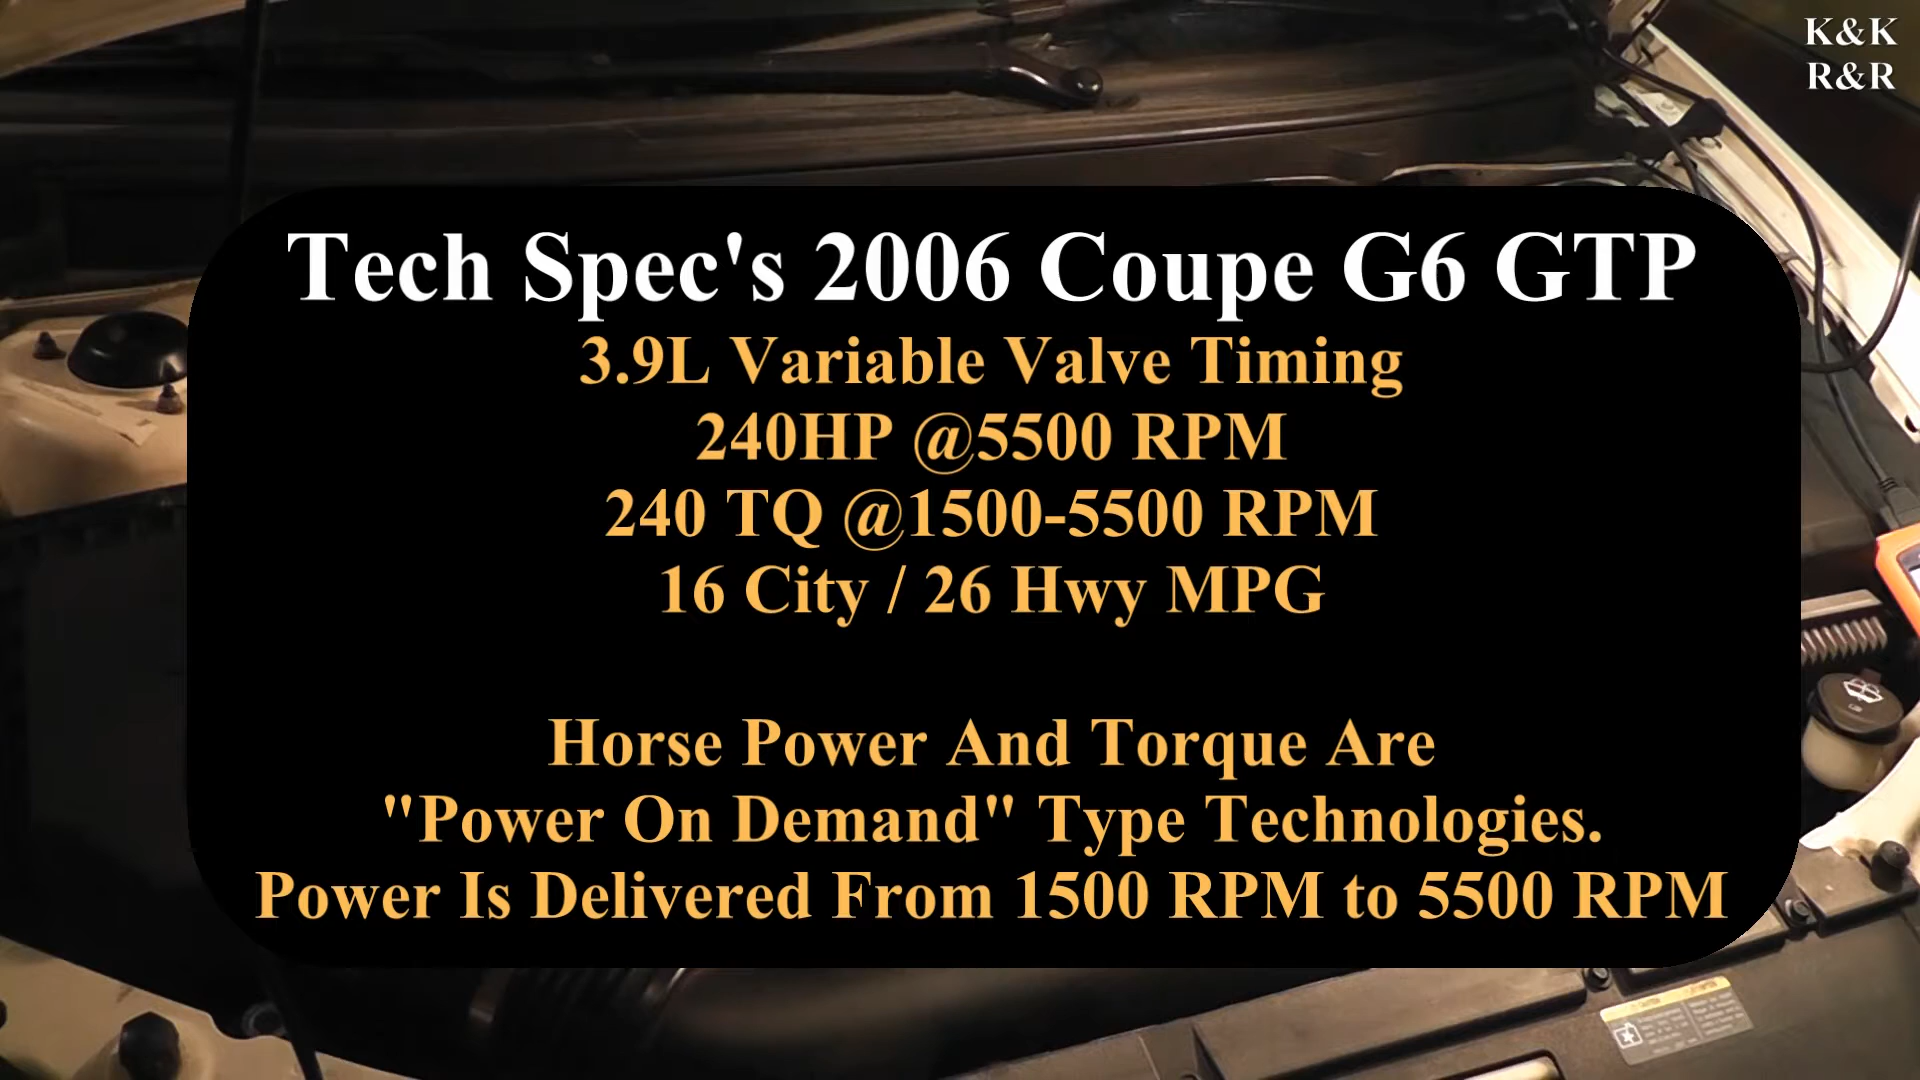 K&K
R&R
Tech Spec's 2006 Coupe G6 GTP
3.9L Variable Valve Timing
240HP @5500 RPM
240 TQ @1500-5500 RPM
16 City / 26 Hwy MPG
Horse Power And Torque Are
"Power On Demand" Type Technologies.
Power Is Delivered From 1500 RPM to 5500 RPM